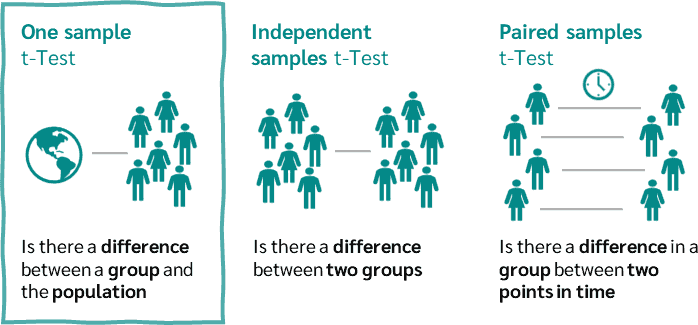 One sample
t-Test
Is there a difference
between a group and
the population
Independent
samples t-Test
Is there a difference
between two groups
Paired samples
t-Test
Is there a difference in a
group between two
points in time